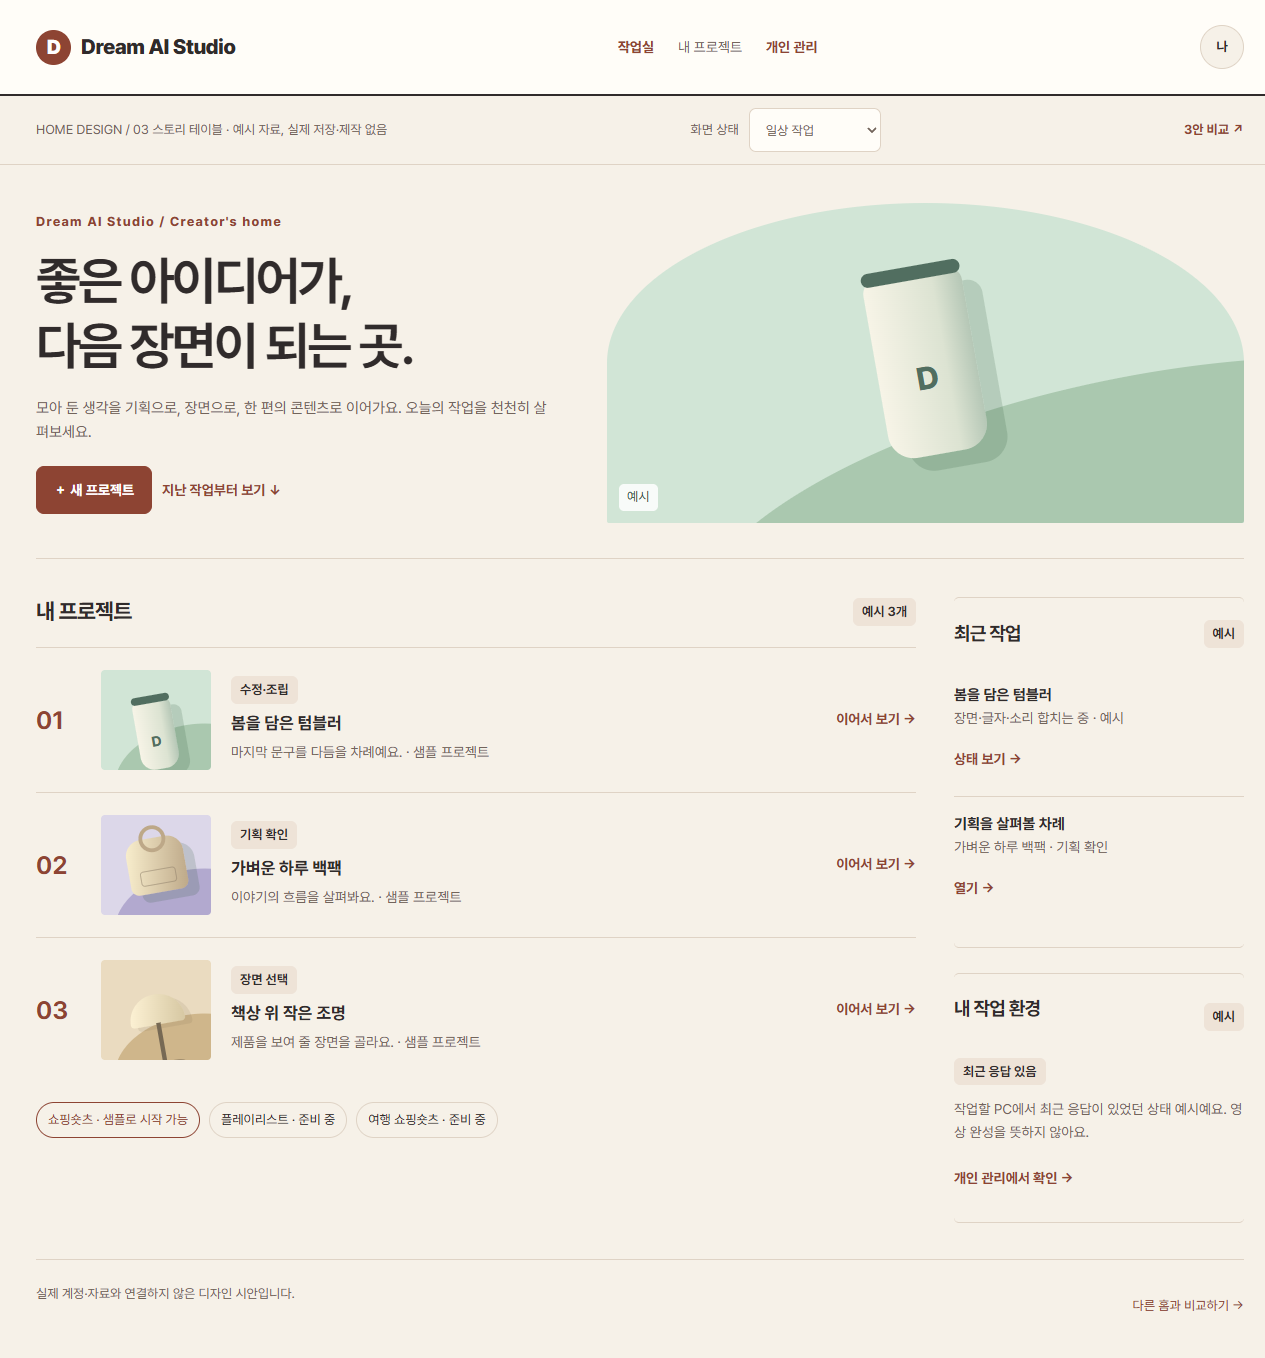 D Dream AI Studio
작업실 내 프로젝트 개인 관리
나
HOME DESIGN / 03 스토리 테이블 · 예시 자료, 실제 저장·제작 없음
화면 상태 일상 작업
3안 비교 ↗
Dream AI Studio / Creator's home
좋은 아이디어가,
다음 장면이 되는 곳.
모아 둔 생각을 기획으로, 장면으로, 한 편의 콘텐츠로 이어가요. 오늘의 작업을 천천히 살
펴보세요.
+ 새 프로젝트 지난 작업부터 보기 ↓
D
예시
내 프로젝트
예시 3개
01
D
수정·조립
봄을 담은 텀블러
마지막 문구를 다듬을 차례예요. · 샘플 프로젝트
이어서 보기 →
02
기획 확인
가벼운 하루 백팩
이야기의 흐름을 살펴봐요. · 샘플 프로젝트
이어서 보기 →
03
장면 선택
책상 위 작은 조명
제품을 보여 줄 장면을 골라요. · 샘플 프로젝트
이어서 보기 →
쇼핑숏츠 · 샘플로 시작 가능
플레이리스트 · 준비 중
여행 쇼핑숏츠 · 준비 중
최근 작업
예시
봄을 담은 텀블러
장면·글자·소리 합치는 중 · 예시
상태 보기 →
기획을 살펴볼 차례
가벼운 하루 백팩 · 기획 확인
열기 →
내 작업 환경
예시
최근 응답 있음
작업할 PC에서 최근 응답이 있었던 상태 예시예요. 영
상 완성을 뜻하지 않아요.
개인 관리에서 확인 →
실제 계정·자료와 연결하지 않은 디자인 시안입니다.
다른 홈과 비교하기 →